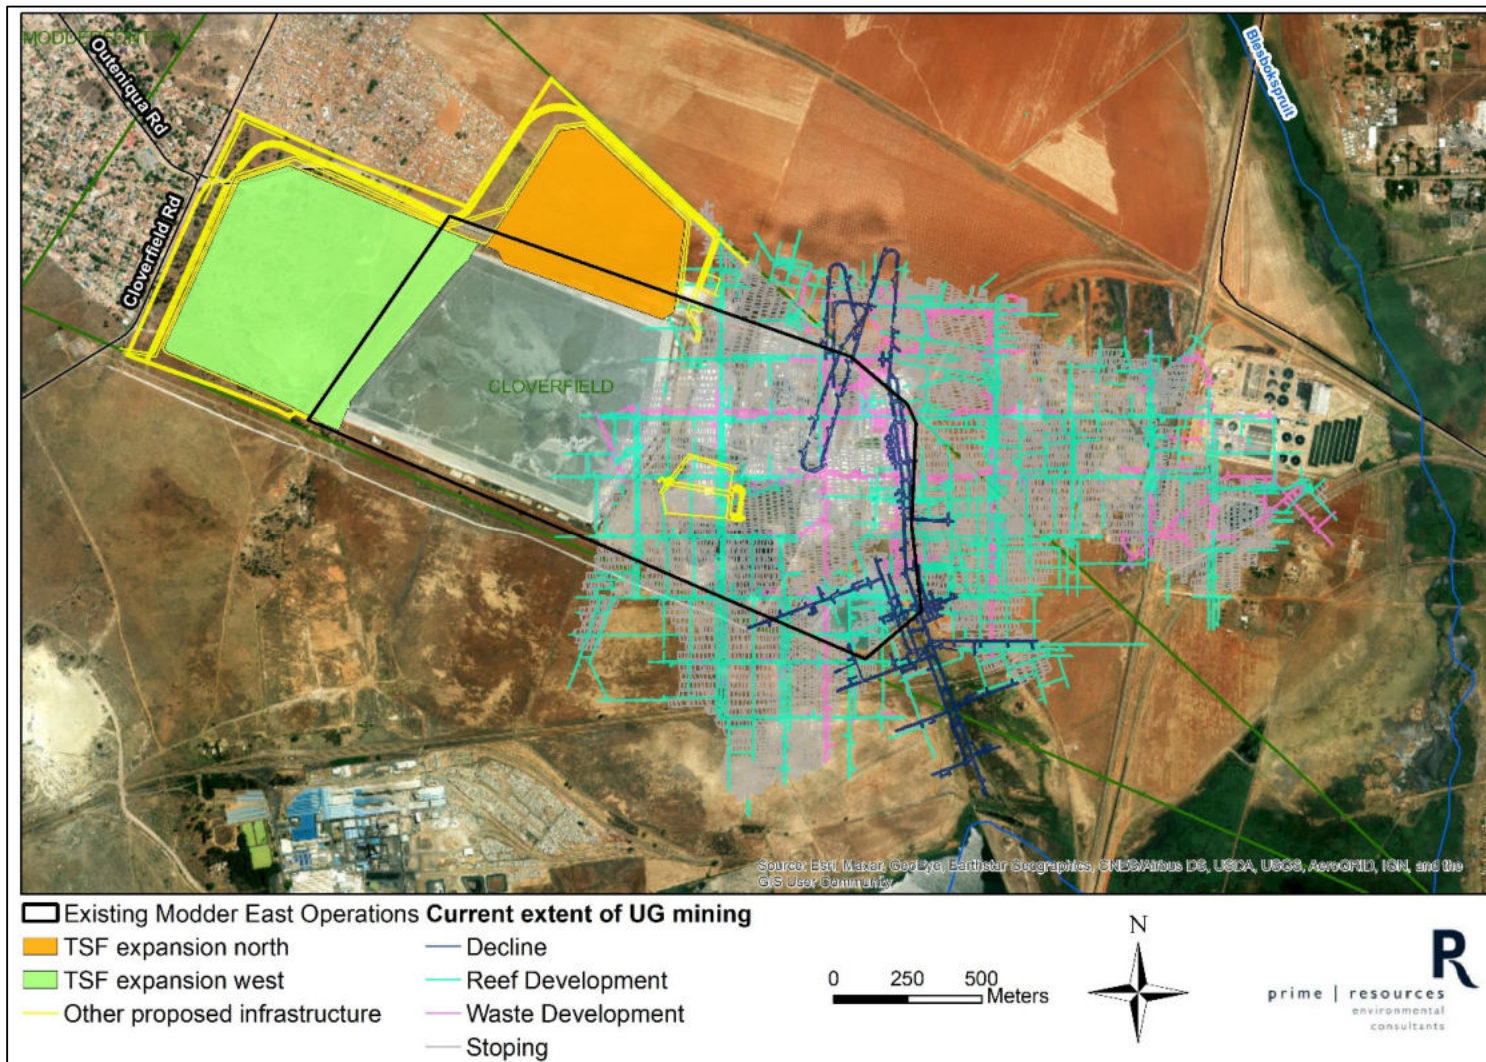 MODDERFONTEIN
Outeniqua Rd
Cloverfield Rd
Blesbokspruit
CLOVERFIELD
Source: Esri, Maxar, GeoEye, Earthstar Geographics, CNES/Airbus DS, USDA, USGS, AeroGRID, IGN, and the
GIS User Community
Existing Modder East Operations
TSF expansion north
TSF expansion west
Other proposed infrastructure
Current extent of UG mining
Decline
Reef Development
Waste Development
Stoping
0 250 500
Meters
N
PR
prime | resources
environmental
consultants